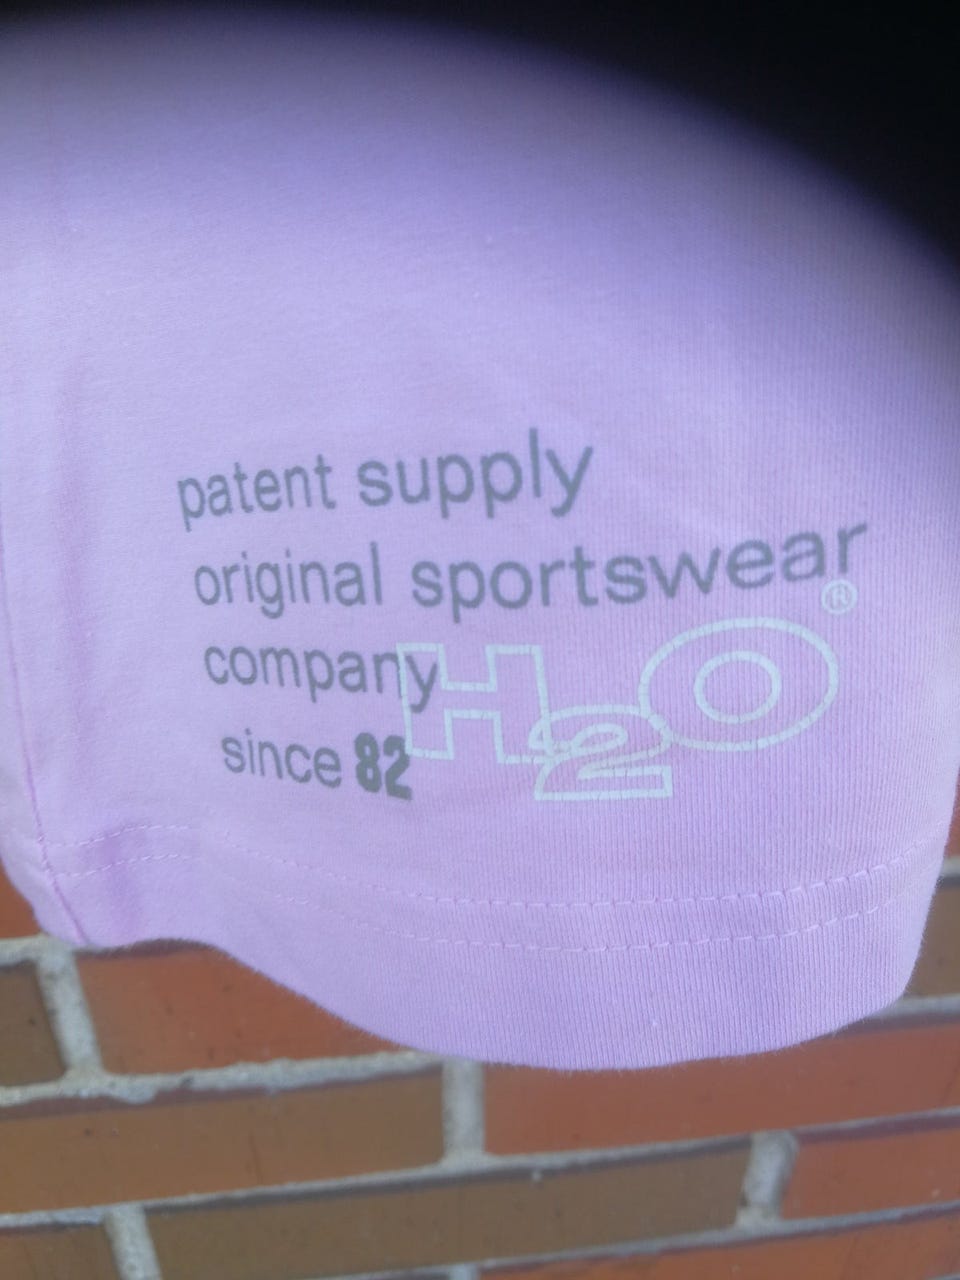 patent supply
original sportswear
company
since 82
H2O®